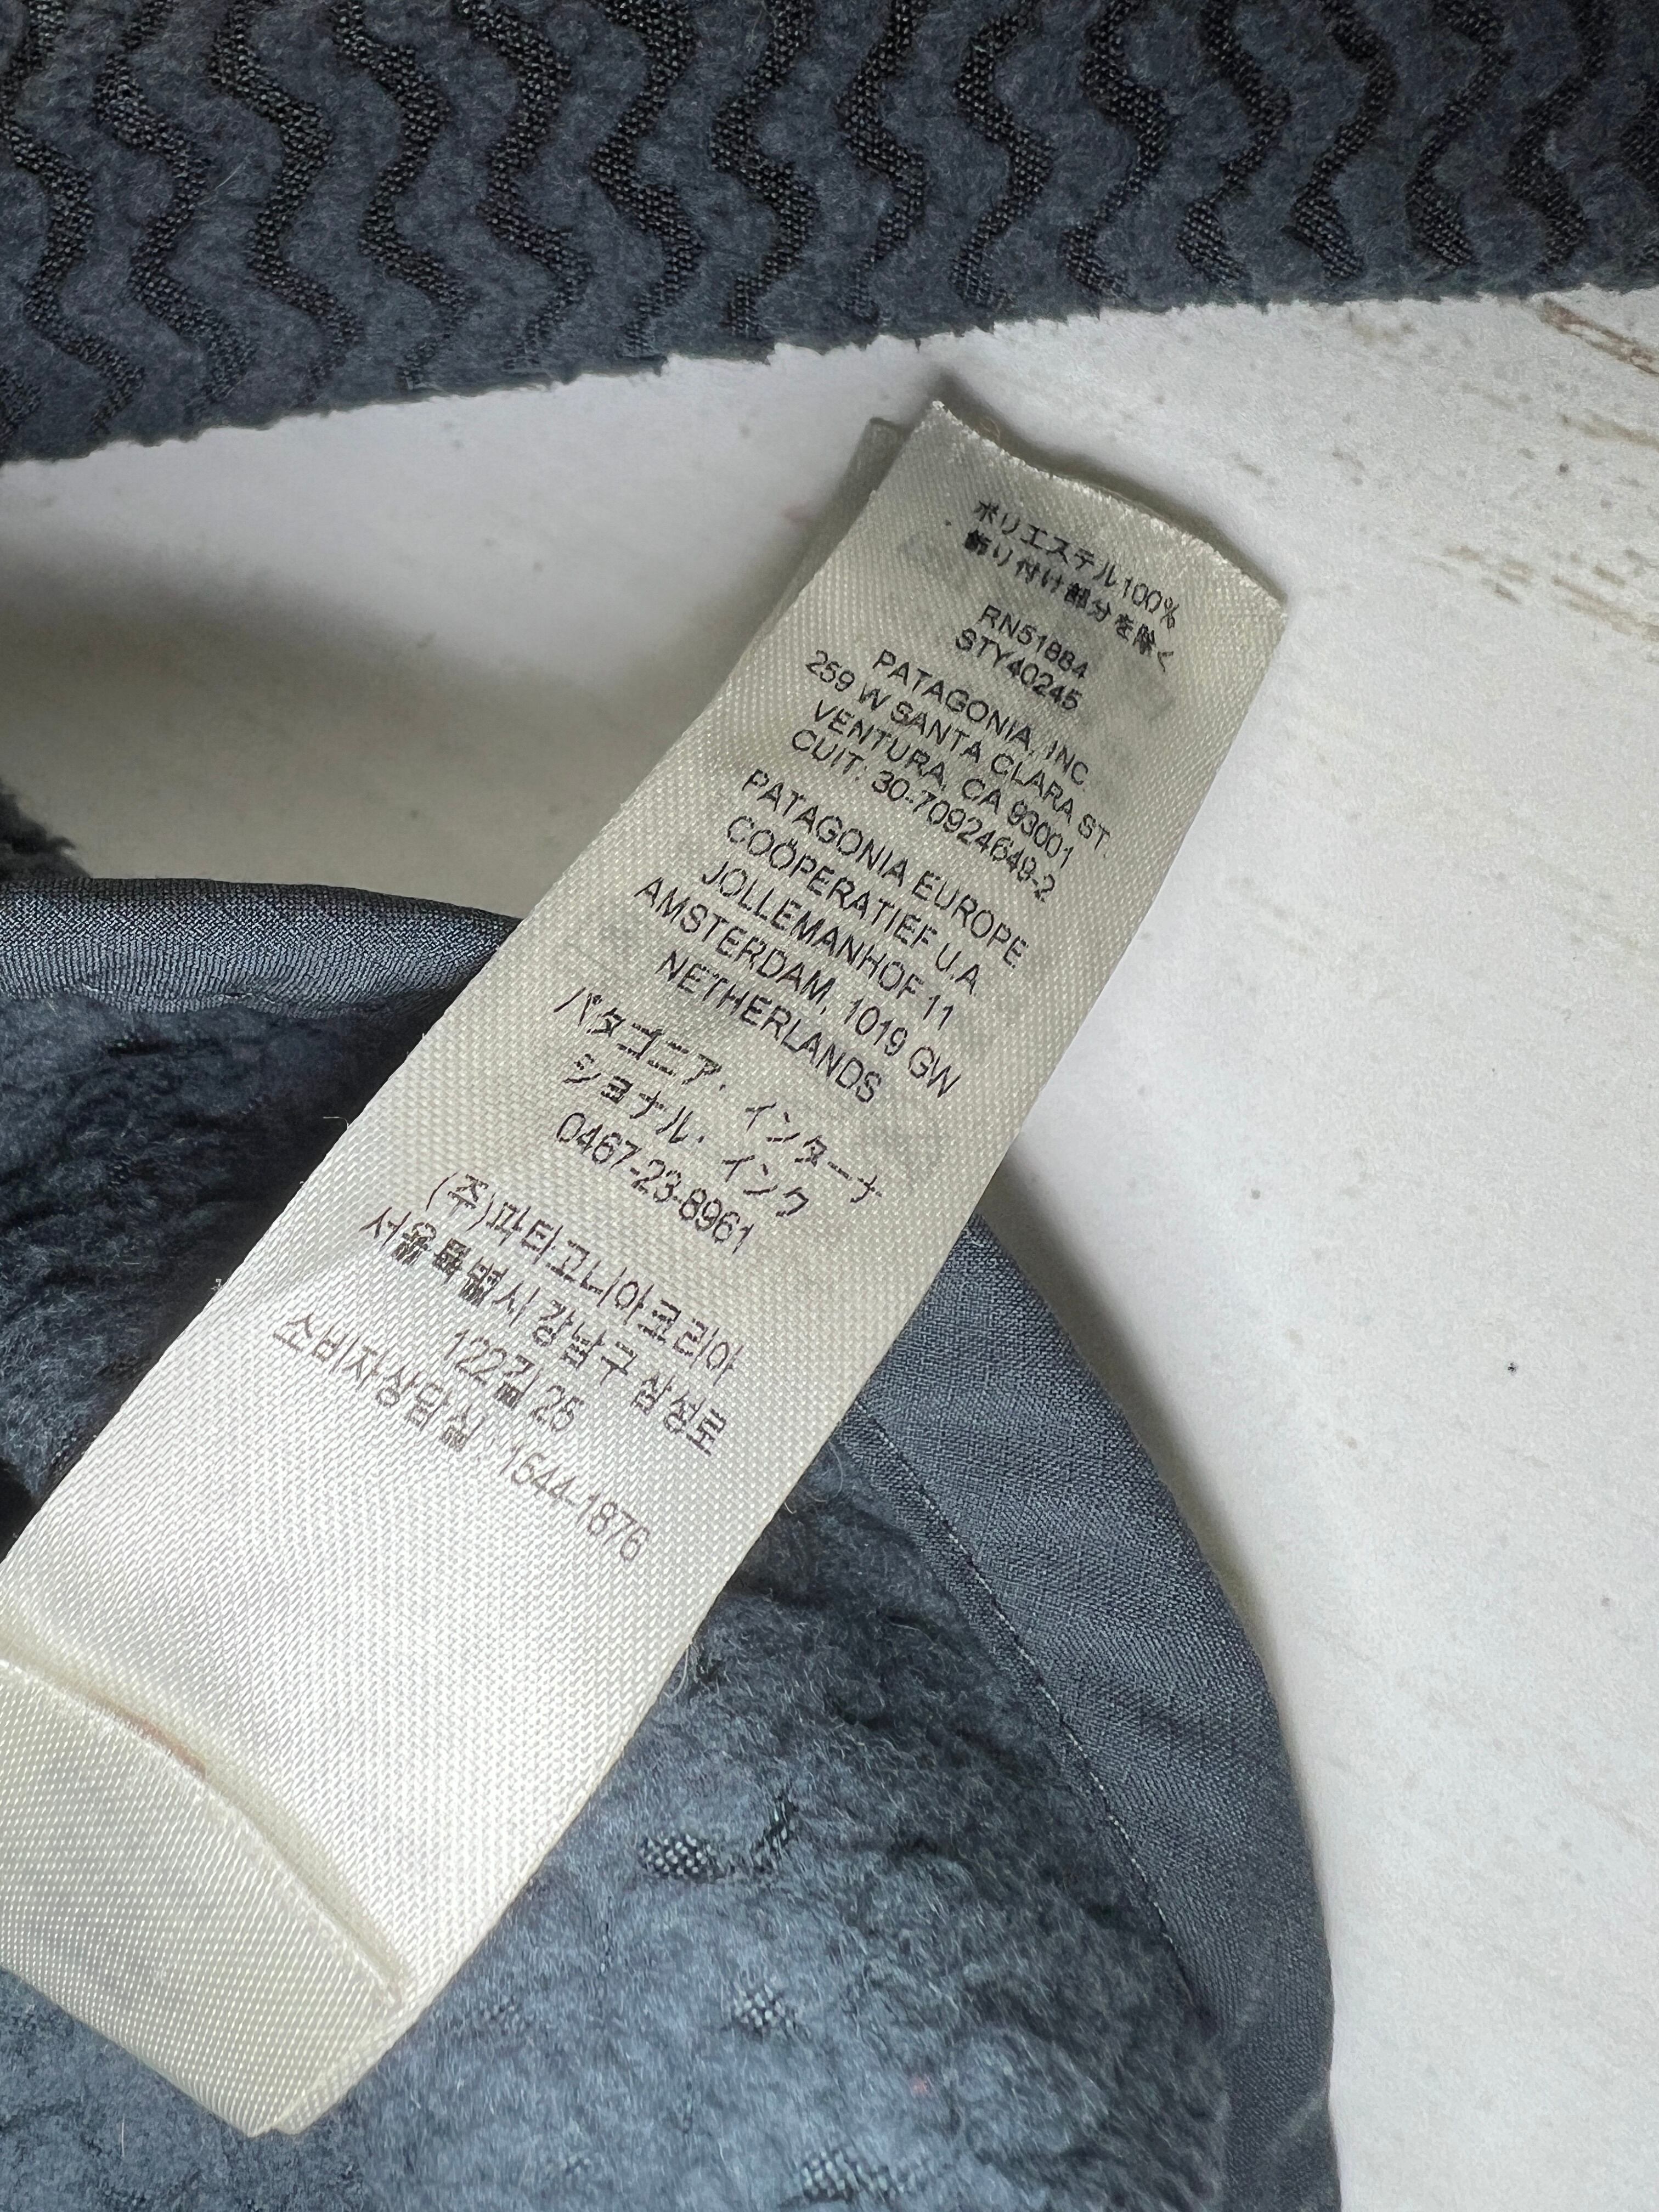 ポリエステル100%
飾り付け部分を除く
RN51884
STY40245
PATAGONIA, INC.
259 W SANTA CLARA ST.
VENTURA, CA 93001
CUIT: 30-70924649-2
PATAGONIA EUROPE
COÖPERATIEF U.A.
JOLLEMANHOF 11
AMSTERDAM, 1019 GW
NETHERLANDS
パタゴニア, インターナ
ショナル, インク
0467-23-8961
(주)파타고니아코리아
서울특별시 강남구 삼성로
122길 25
소비자상담실 : 1544-1876